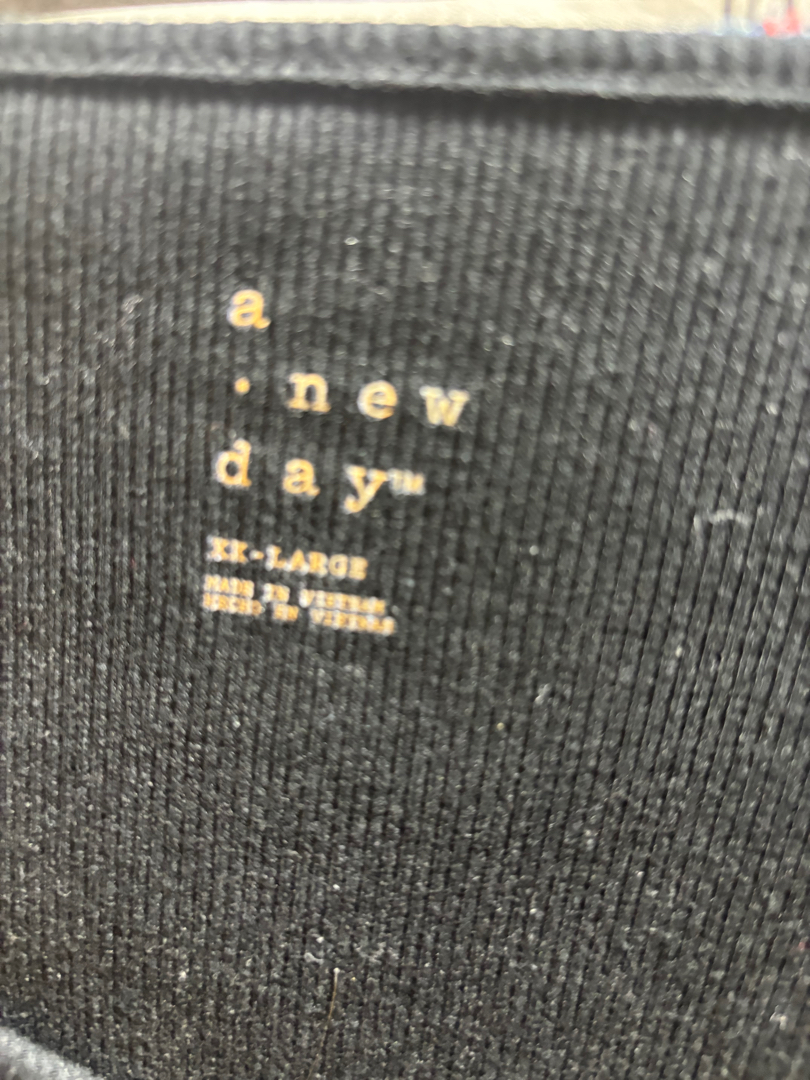 a
· new
day™
XX-LARGE
MADE IN VIETNAM
HECHO EN VIETNAM